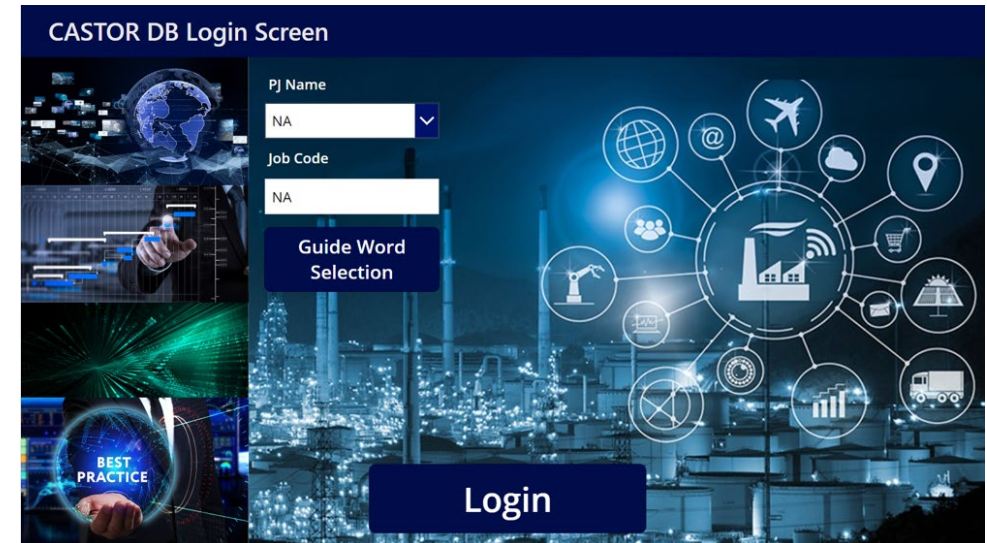 CASTOR DB Login Screen
PJ Name
NA
Job Code
NA
Guide Word
Selection
@
BEST
PRACTICE
Login